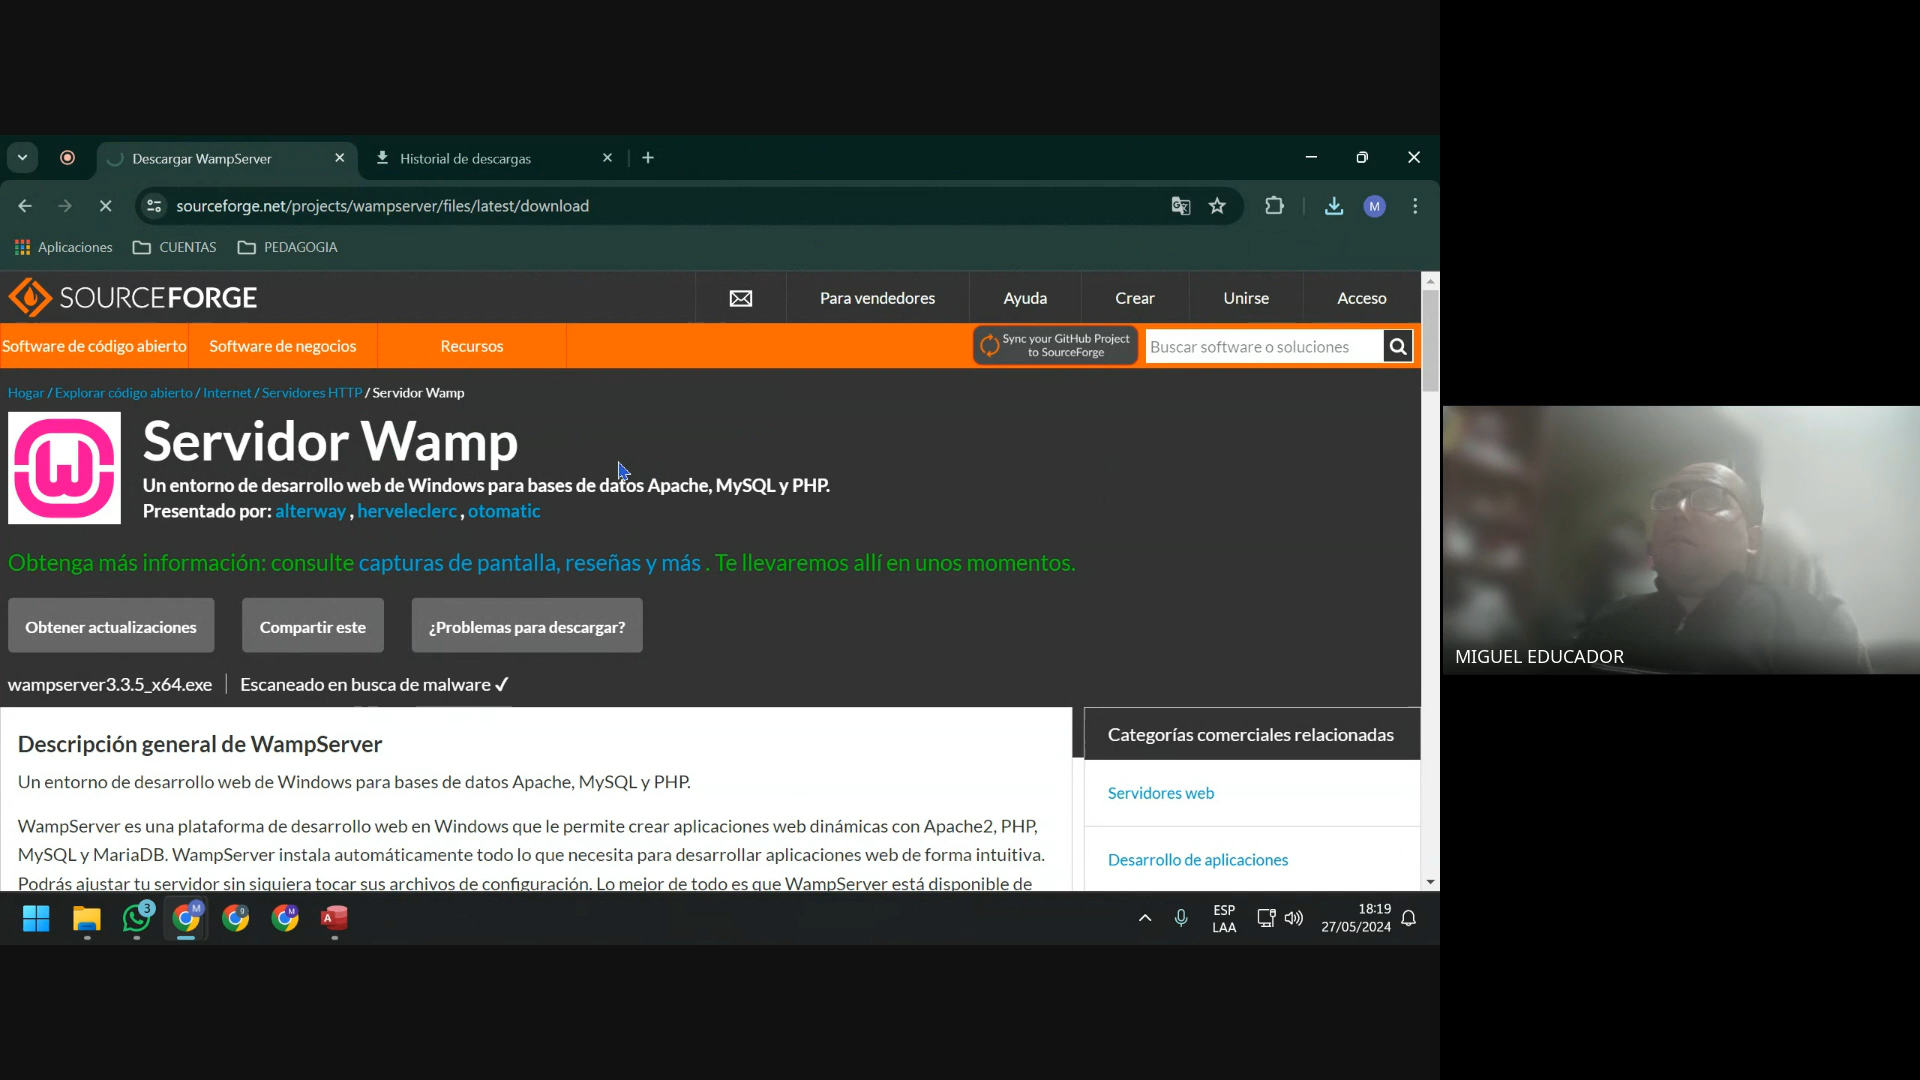 Descargar WampServer
Historial de descargas
sourceforge.net/projects/wampserver/files/latest/download
M
Aplicaciones
CUENTAS
PEDAGOGIA
SOURCEFORGE
Para vendedores
Ayuda
Crear
Unirse
Acceso
Software de código abierto
Software de negocios
Recursos
Sync your GitHub Project
to SourceForge
Buscar software o soluciones
Hogar / Explorar código abierto / Internet / Servidores HTTP / Servidor Wamp
Servidor Wamp
Un entorno de desarrollo web de Windows para bases de datos Apache, MySQL y PHP.
Presentado por: alterway , herveleclerc , otomatic
Obtenga más información: consulte capturas de pantalla, reseñas y más . Te llevaremos allí en unos momentos.
Obtener actualizaciones
Compartir este
¿Problemas para descargar?
wampserver3.3.5_x64.exe
Escaneado en busca de malware ✓
Descripción general de WampServer
Un entorno de desarrollo web de Windows para bases de datos Apache, MySQL y PHP.
WampServer es una plataforma de desarrollo web en Windows que le permite crear aplicaciones web dinámicas con Apache2, PHP,
MySQL y MariaDB. WampServer instala automáticamente todo lo que necesita para desarrollar aplicaciones web de forma intuitiva.
Podrás ajustar tu servidor sin siquiera tocar sus archivos de configuración. Lo mejor de todo es que WampServer está disponible de
Categorías comerciales relacionadas
Servidores web
Desarrollo de aplicaciones
MIGUEL EDUCADOR
3
M
9
M
A
ESP
LAA
18:19
27/05/2024